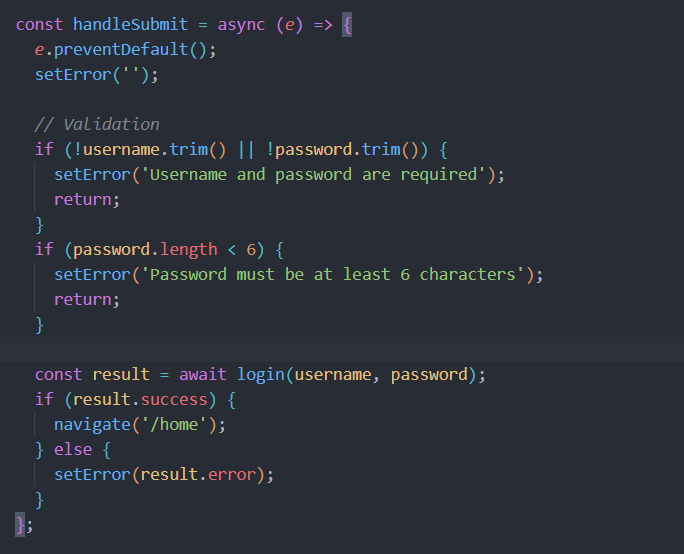 const handleSubmit = async (e) => {
  e.preventDefault();
  setError('');

  // Validation
  if (!username.trim() || !password.trim()) {
    setError('Username and password are required');
    return;
  }
  if (password.length < 6) {
    setError('Password must be at least 6 characters');
    return;
  }

  const result = await login(username, password);
  if (result.success) {
    navigate('/home');
  } else {
    setError(result.error);
  }
};